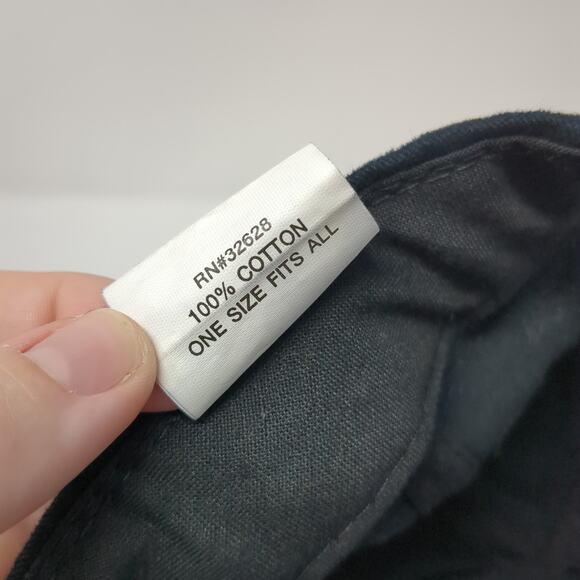 RN#32628
100% COTTON
ONE SIZE FITS ALL